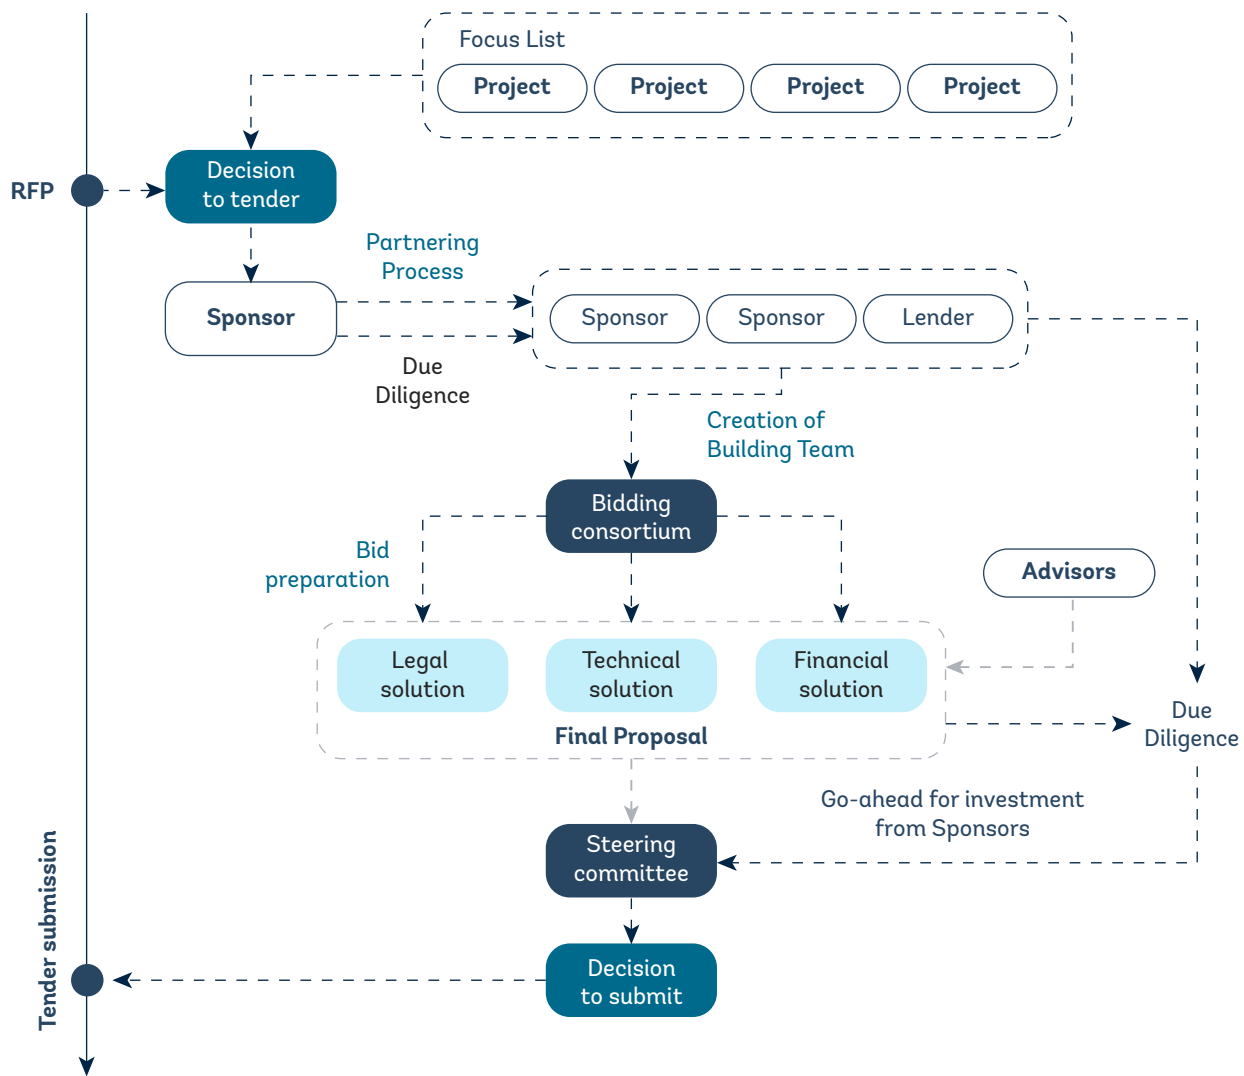 Focus List
Project
Project
Project
Project
RFP
Decision
to tender
Partnering
Process
Sponsor
Due
Diligence
Sponsor
Sponsor
Lender
Creation of
Building Team
Bidding
consortium
Bid
preparation
Advisors
Legal
solution
Technical
solution
Financial
solution
Final Proposal
Due
Diligence
Go-ahead for investment
from Sponsors
Steering
committee
Tender submission
Decision
to submit